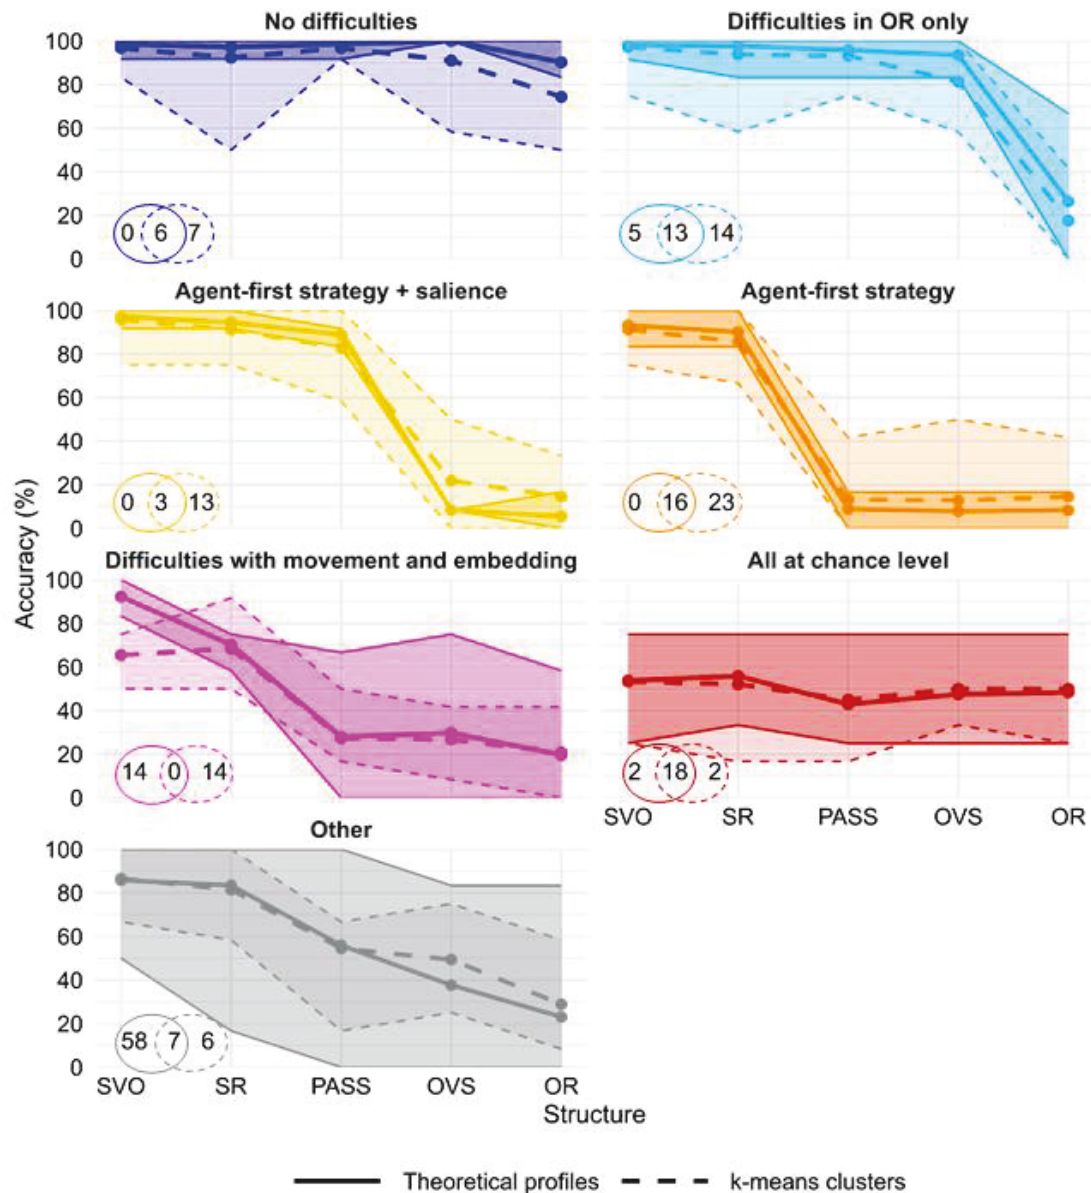 No difficulties
Difficulties in OR only
100
80
60
40
20
0
0 6 7
5 13 14
Agent-first strategy + salience
Agent-first strategy
100
80
60
40
20
0
0 3 13
0 16 23
Accuracy (%)
Difficulties with movement and embedding
All at chance level
100
80
60
40
20
0
14 0 14
2 18 2
SVO SR PASS OVS OR
Other
100
80
60
40
20
0
58 7 6
SVO SR PASS OVS OR
Structure
Theoretical profiles k-means clusters